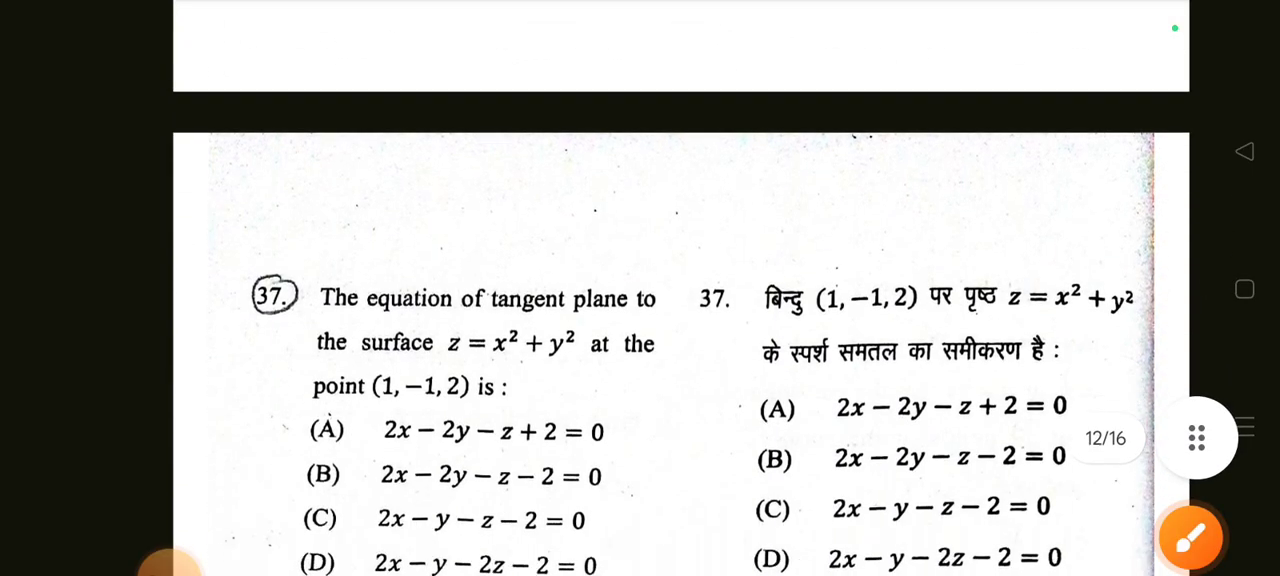 37. The equation of tangent plane to
the surface z = x² + y² at the
point (1, −1, 2) is :
(A) 2x − 2y − z + 2 = 0
(B) 2x − 2y − z − 2 = 0
(C) 2x − y − z − 2 = 0
(D) 2x − y − 2z − 2 = 0
37. बिन्दु (1, −1, 2) पर पृष्ठ z = x² + y²
के स्पर्श समतल का समीकरण है :
(A) 2x − 2y − z + 2 = 0
(B) 2x − 2y − z − 2 = 0
(C) 2x − y − z − 2 = 0
(D) 2x − y − 2z − 2 = 0
12/16